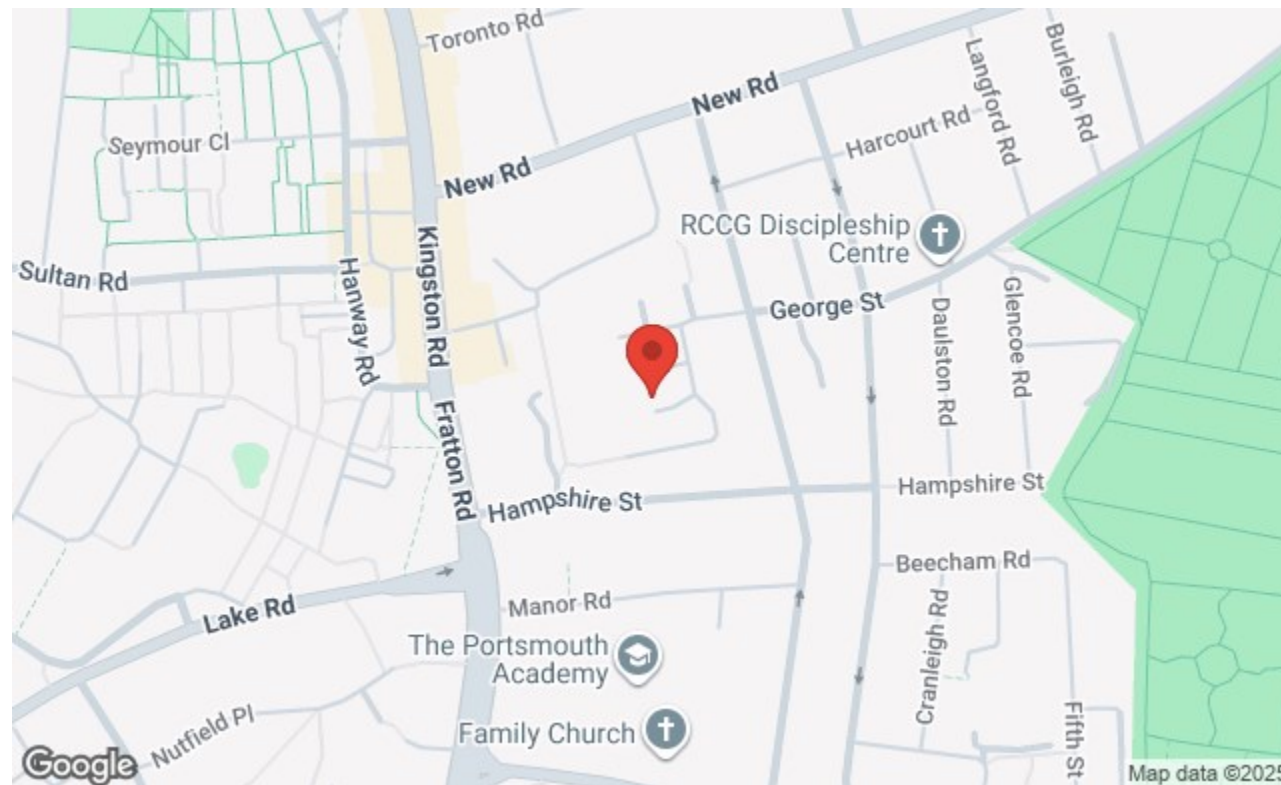 Toronto Rd
Burleigh Rd
Langford Rd
New Rd
Harcourt Rd
Seymour Cl
New Rd
RCCG Discipleship
Centre
Sultan Rd
Hanway Rd
Kingston Rd
George St
Glencoe Rd
Daulston Rd
Fratton Rd
Hampshire St
Hampshire St
Beecham Rd
Lake Rd
Manor Rd
Cranleigh Rd
The Portsmouth
Academy
Nutfield Pl
Family Church
Fifth St
Google
Map data ©2025